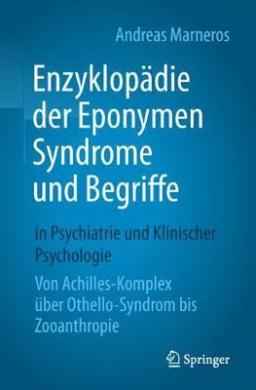 Andreas Marneros
Enzyklopädie
der Eponymen
Syndrome
und Begriffe
in Psychiatrie und Klinischer
Psychologie
Von Achilles-Komplex
über Othello-Syndrom bis
Zooanthropie
Springer